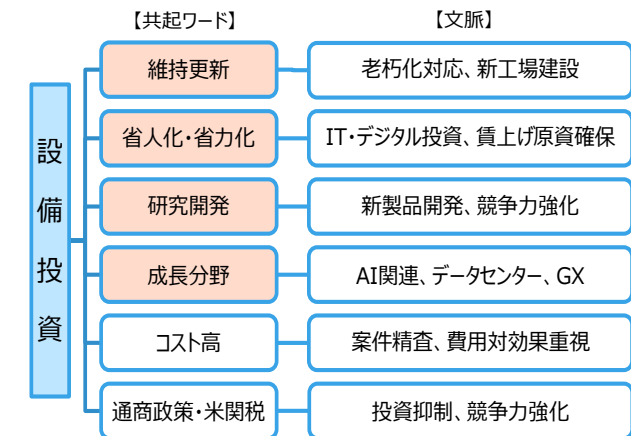 【共起ワード】 【文脈】
設備投資
維持更新 老朽化対応、新工場建設
省人化・省力化 IT・デジタル投資、賃上げ原資確保
研究開発 新製品開発、競争力強化
成長分野 AI関連、データセンター、GX
コスト高 案件精査、費用対効果重視
通商政策・米関税 投資抑制、競争力強化